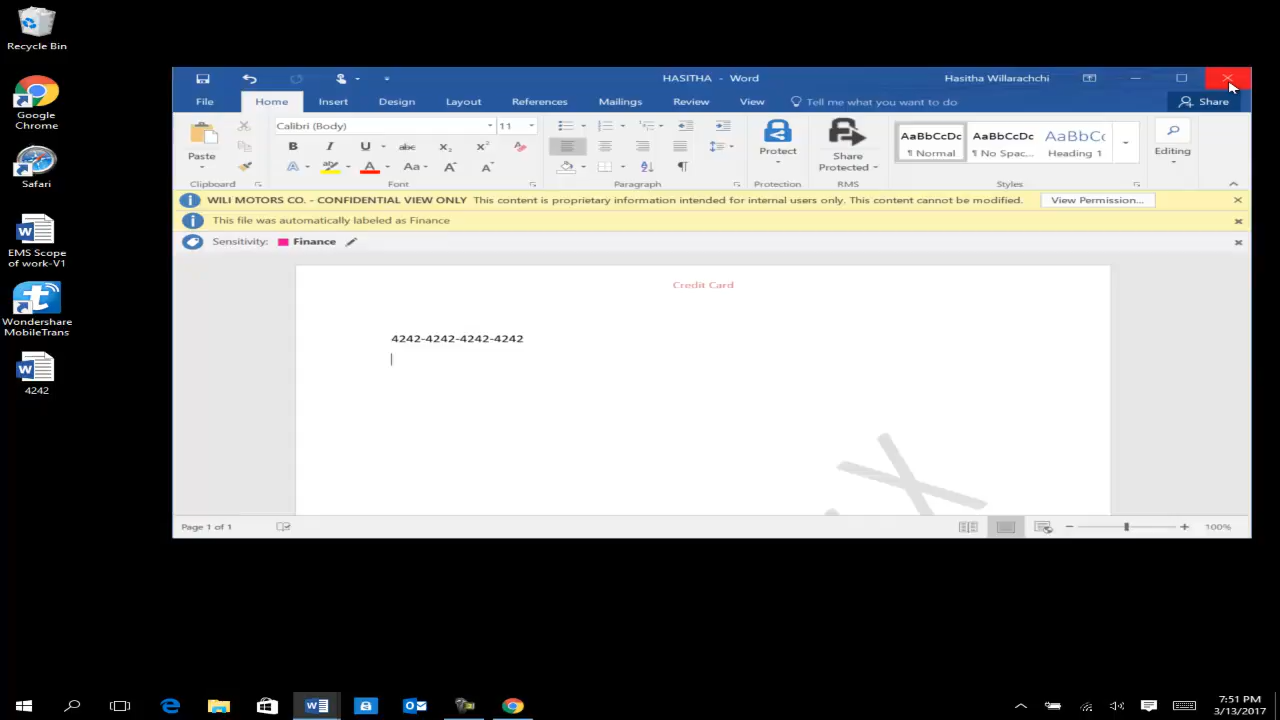 Recycle Bin
Google
Chrome
Safari
EMS Scope
of work-V1
Wondershare
MobileTrans
4242
HASITHA - Word
Hasitha Willarachchi
File Home Insert Design Layout References Mailings Review View Tell me what you want to do Share
Paste
Calibri (Body) 11
B I U abc X₂ X²
A A Aa A A
Protect
Share
Protected
AaBbCcDc AaBbCcDc AaBbCc
¶ Normal ¶ No Spac... Heading 1
Editing
Clipboard Font Paragraph Protection RMS Styles
WILI MOTORS CO. - CONFIDENTIAL VIEW ONLY This content is proprietary information intended for internal users only. This content cannot be modified. View Permission...
This file was automatically labeled as Finance
Sensitivity: Finance
Credit Card
4242-4242-4242-4242
X
Page 1 of 1
100%
7:51 PM
3/13/2017